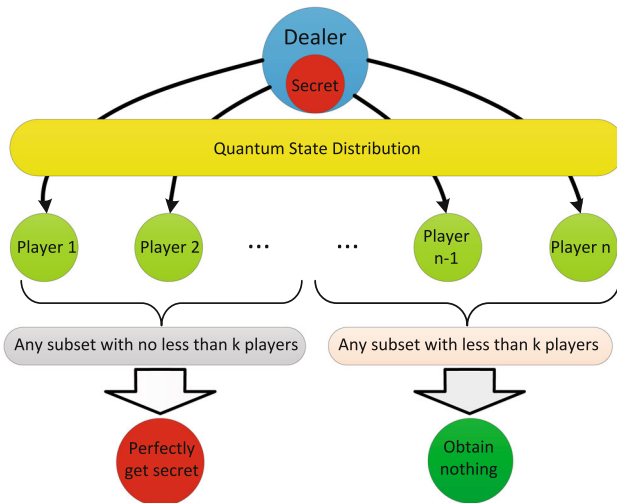 Dealer
Secret
Quantum State Distribution
Player 1
Player 2
...
...
Player
n-1
Player n
Any subset with no less than k players
Any subset with less than k players
Perfectly
get secret
Obtain
nothing